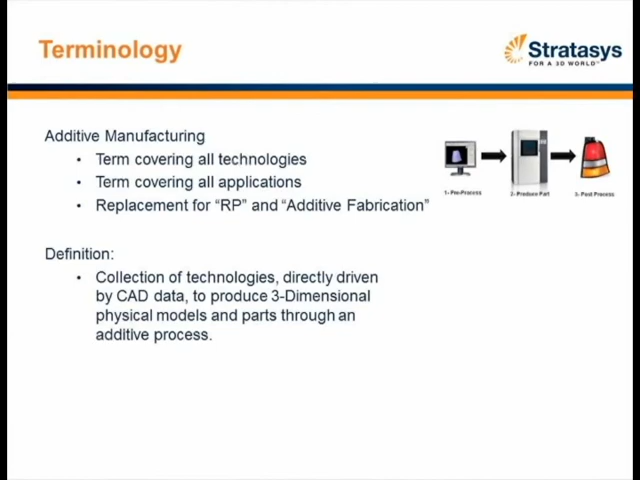 Terminology
Stratasys
FOR A 3D WORLD™
Additive Manufacturing
• Term covering all technologies
• Term covering all applications
• Replacement for “RP” and “Additive Fabrication”
1- Pre-Process
2- Produce Part
3- Post Process
Definition:
• Collection of technologies, directly driven
by CAD data, to produce 3-Dimensional
physical models and parts through an
additive process.